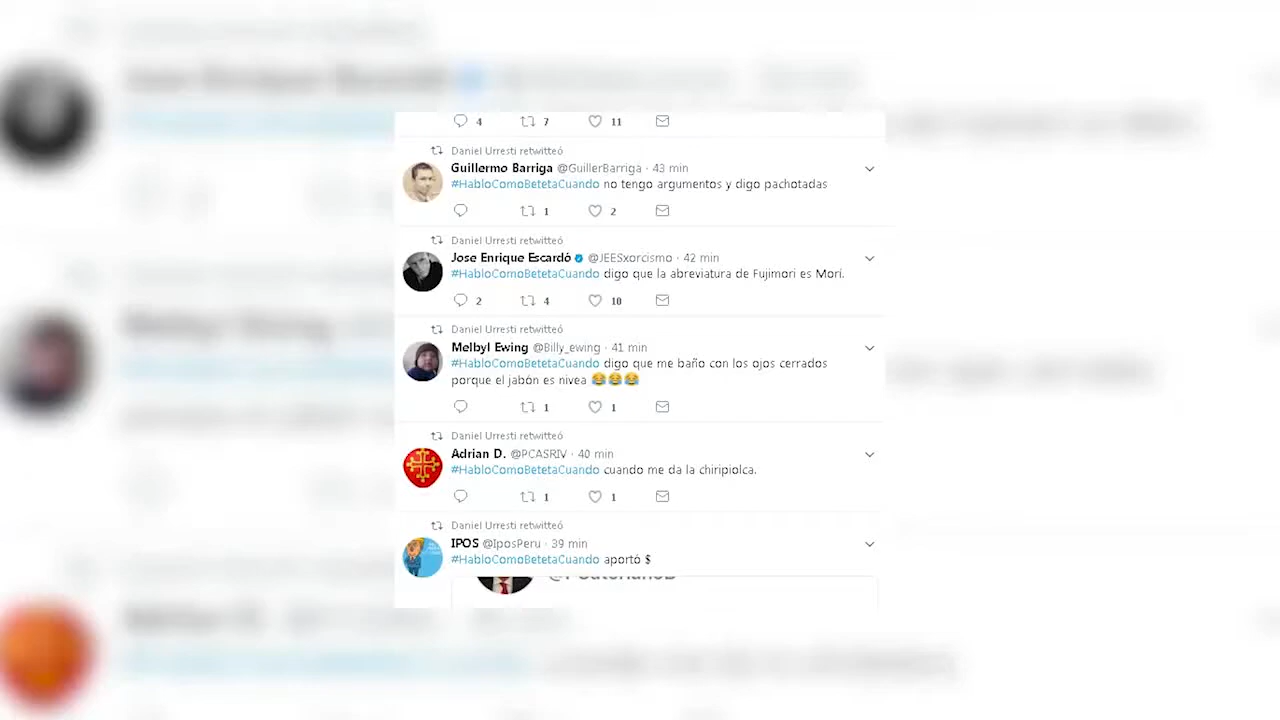 4 7 11
Daniel Urresti retwitteó
Guillermo Barriga @GuillerBarriga · 43 min
#HabloComoBetetaCuando no tengo argumentos y digo pachotadas
1 2
Daniel Urresti retwitteó
Jose Enrique Escardó @JEESxorcismo · 42 min
#HabloComoBetetaCuando digo que la abreviatura de Fujimori es Mori.
2 4 10
Daniel Urresti retwitteó
Melbyl Ewing @Billy_ewing · 41 min
#HabloComoBetetaCuando digo que me baño con los ojos cerrados
porque el jabón es nivea 😂😂😂
1 1
Daniel Urresti retwitteó
Adrian D. @PCASRIV · 40 min
#HabloComoBetetaCuando cuando me da la chiripiolca.
1 1
Daniel Urresti retwitteó
IPOS @IposPeru · 39 min
#HabloComoBetetaCuando aportó $